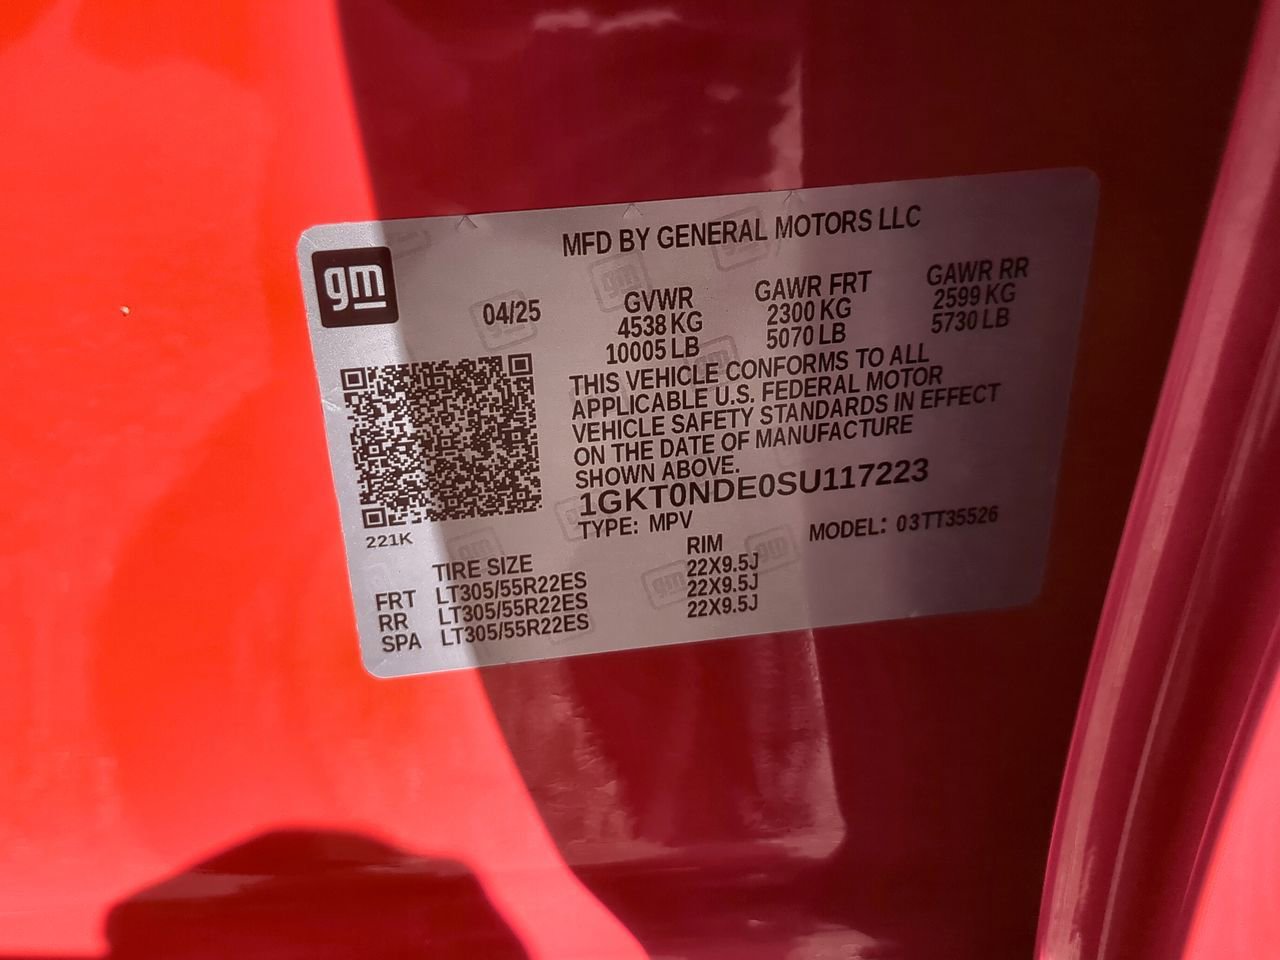 gm
MFD BY GENERAL MOTORS LLC
04/25
GVWR GAWR FRT GAWR RR
4538 KG 2300 KG 2599 KG
10005 LB 5070 LB 5730 LB
THIS VEHICLE CONFORMS TO ALL
APPLICABLE U.S. FEDERAL MOTOR
VEHICLE SAFETY STANDARDS IN EFFECT
ON THE DATE OF MANUFACTURE
SHOWN ABOVE.
1GKT0NDE0SU117223
TYPE: MPV MODEL: 03TT35526
221K
TIRE SIZE RIM
FRT LT305/55R22ES 22X9.5J
RR LT305/55R22ES 22X9.5J
SPA LT305/55R22ES 22X9.5J